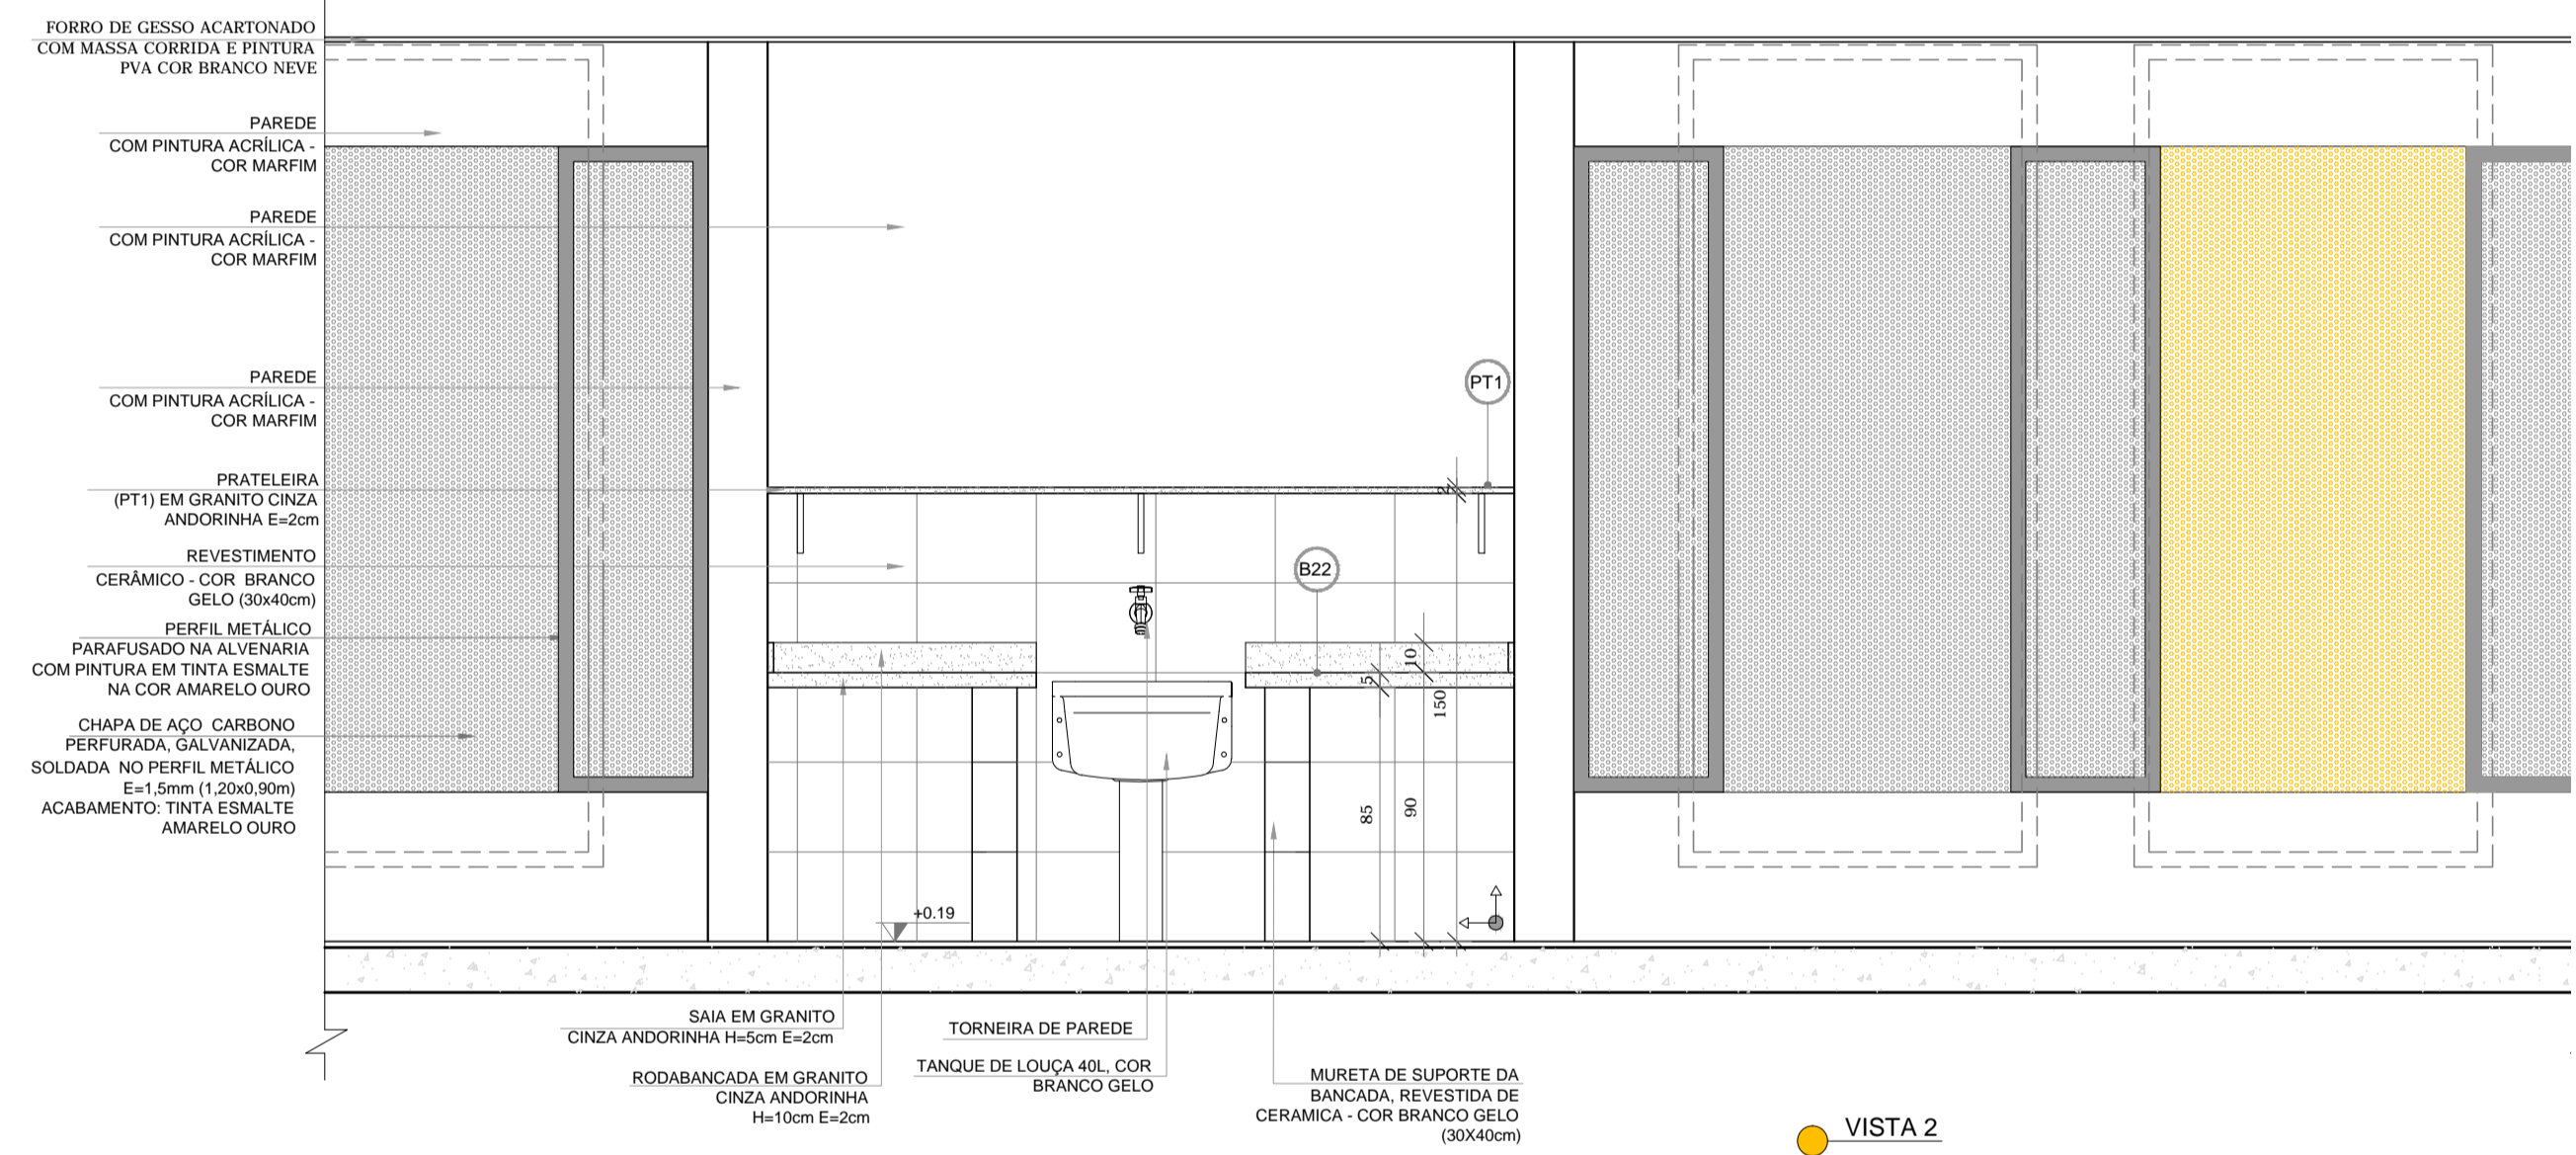 FORRO DE GESSO ACARTONADO
COM MASSA CORRIDA E PINTURA
PVA COR BRANCO NEVE
PAREDE
COM PINTURA ACRÍLICA -
COR MARFIM
PAREDE
COM PINTURA ACRÍLICA -
COR MARFIM
PAREDE
COM PINTURA ACRÍLICA -
COR MARFIM
PRATELEIRA
(PT1) EM GRANITO CINZA
ANDORINHA E=2cm
REVESTIMENTO
CERÂMICO - COR BRANCO
GELO (30x40cm)
PERFIL METÁLICO
PARAFUSADO NA ALVENARIA
COM PINTURA EM TINTA ESMALTE
NA COR AMARELO OURO
CHAPA DE AÇO CARBONO
PERFURADA, GALVANIZADA,
SOLDADA NO PERFIL METÁLICO
E=1,5mm (1,20x0,90m)
ACABAMENTO: TINTA ESMALTE
AMARELO OURO
PT1
2
B22
10
5
150
85
90
+0.19
SAIA EM GRANITO
CINZA ANDORINHA H=5cm E=2cm
RODABANCADA EM GRANITO
CINZA ANDORINHA
H=10cm E=2cm
TORNEIRA DE PAREDE
TANQUE DE LOUÇA 40L, COR
BRANCO GELO
MURETA DE SUPORTE DA
BANCADA, REVESTIDA DE
CERAMICA - COR BRANCO GELO
(30X40cm)
VISTA 2